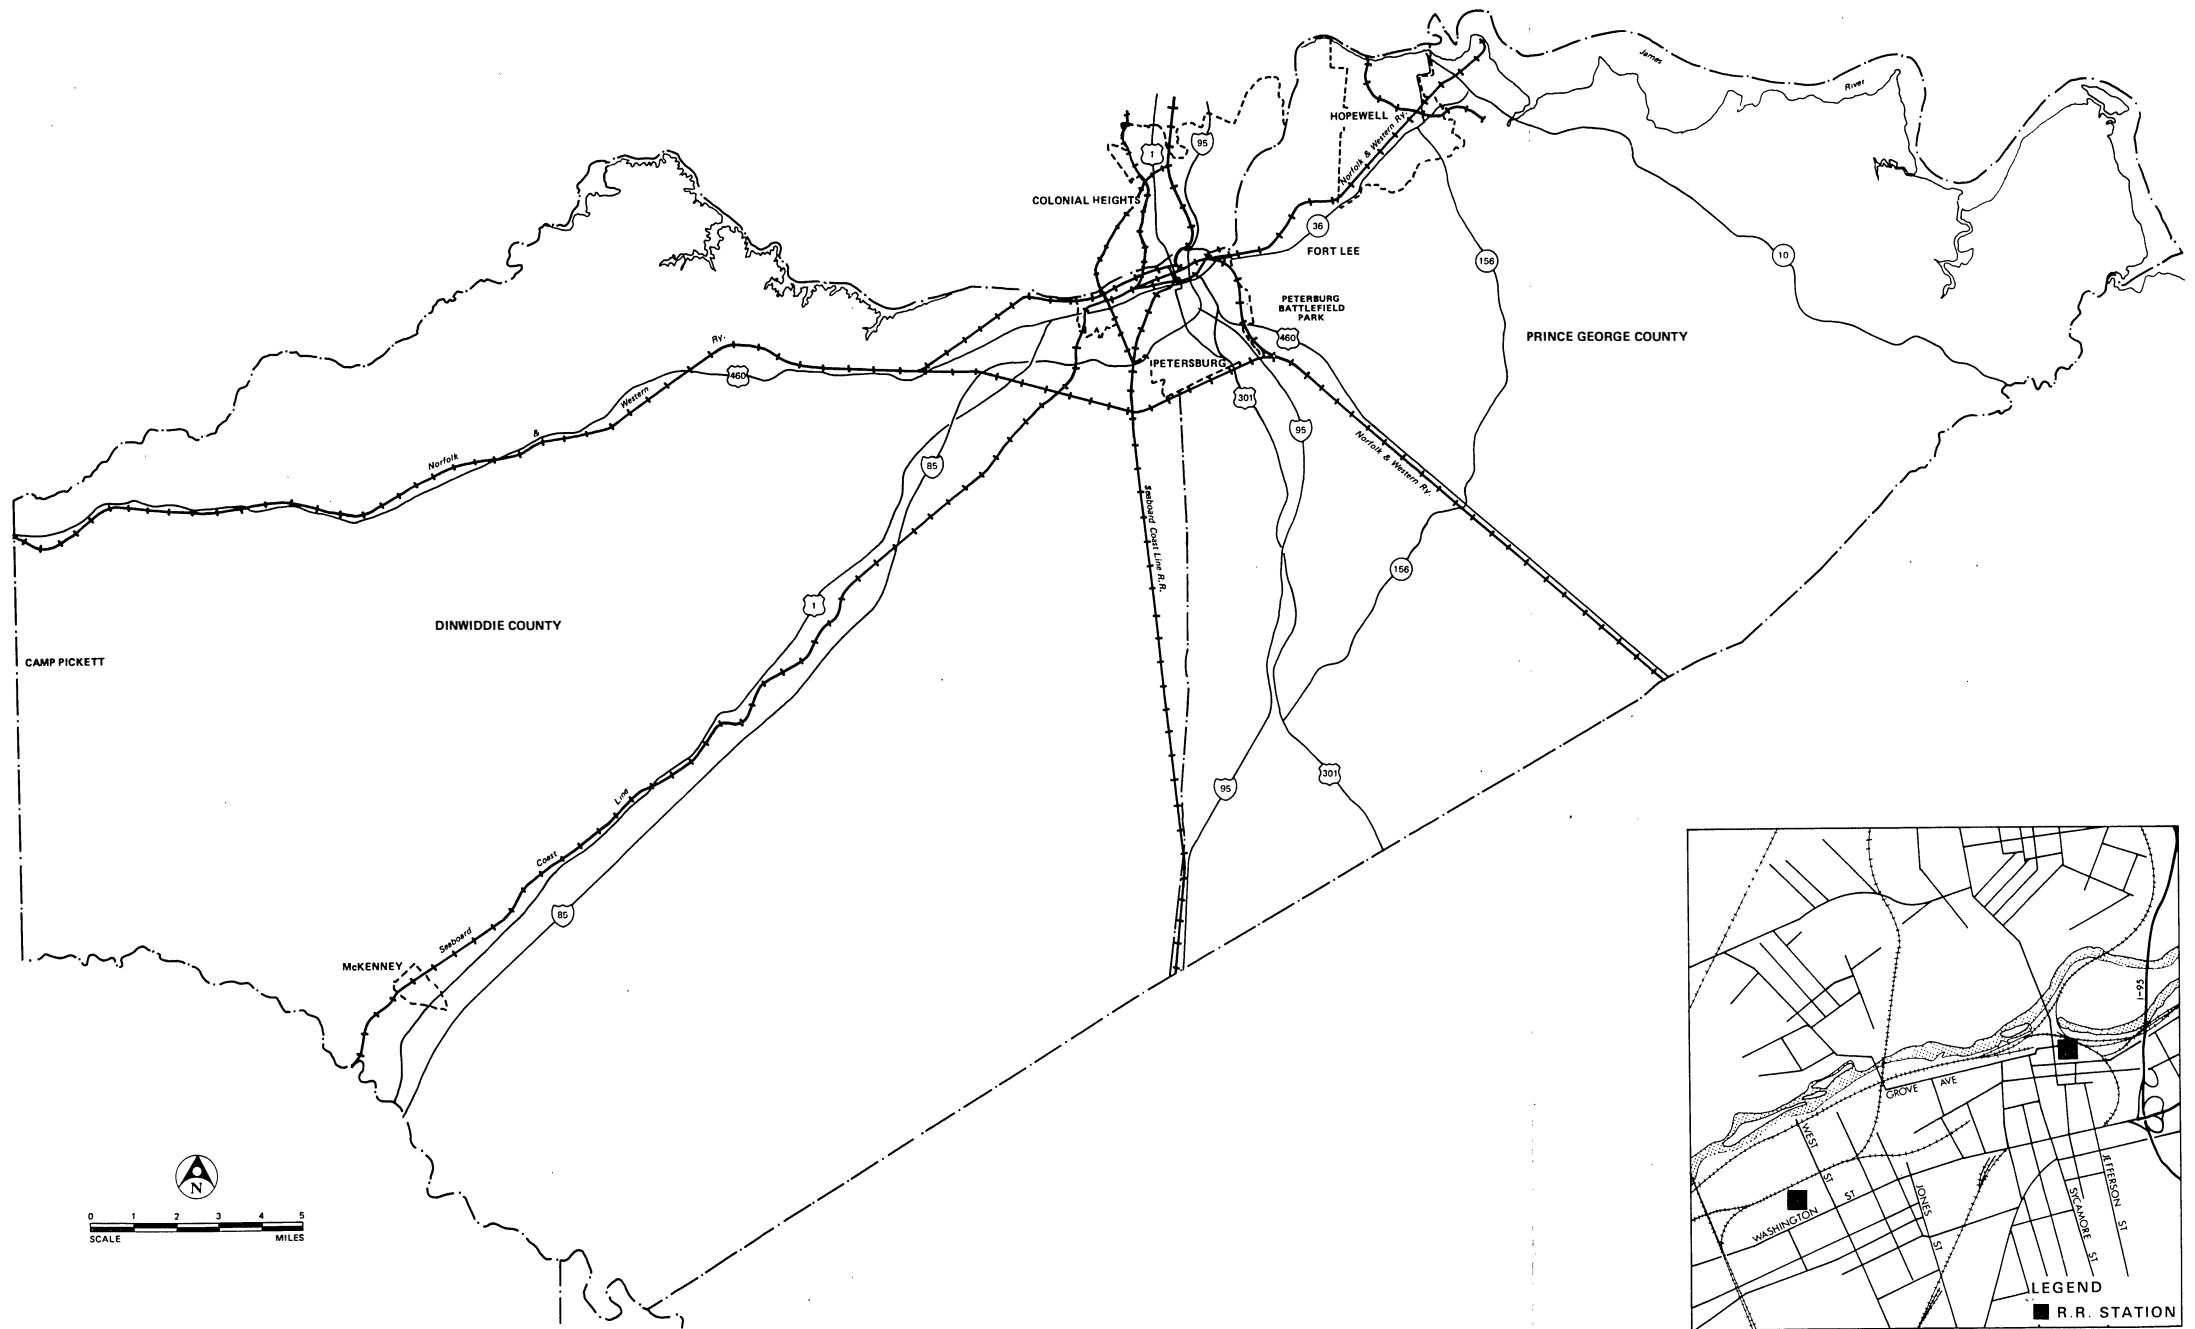 James
River
HOPEWELL
Norfolk & Western Ry.
95
1
COLONIAL HEIGHTS
36
FORT LEE
156
10
PETERBURG
BATTLEFIELD
PARK
460
PRINCE GEORGE COUNTY
Norfolk & Western Ry.
460
PETERSBURG
301
95
85
Norfolk & Western Ry.
Seaboard Coast Line R.R.
156
1
DINWIDDIE COUNTY
CAMP PICKETT
301
95
85
Seaboard Coast Line
McKENNEY
N
0 1 2 3 4 5
SCALE MILES
I-95
GROVE AVE
WEST ST
WASHINGTON ST
JONES ST
SYCAMORE ST
JEFFERSON ST
LEGEND
R.R. STATION